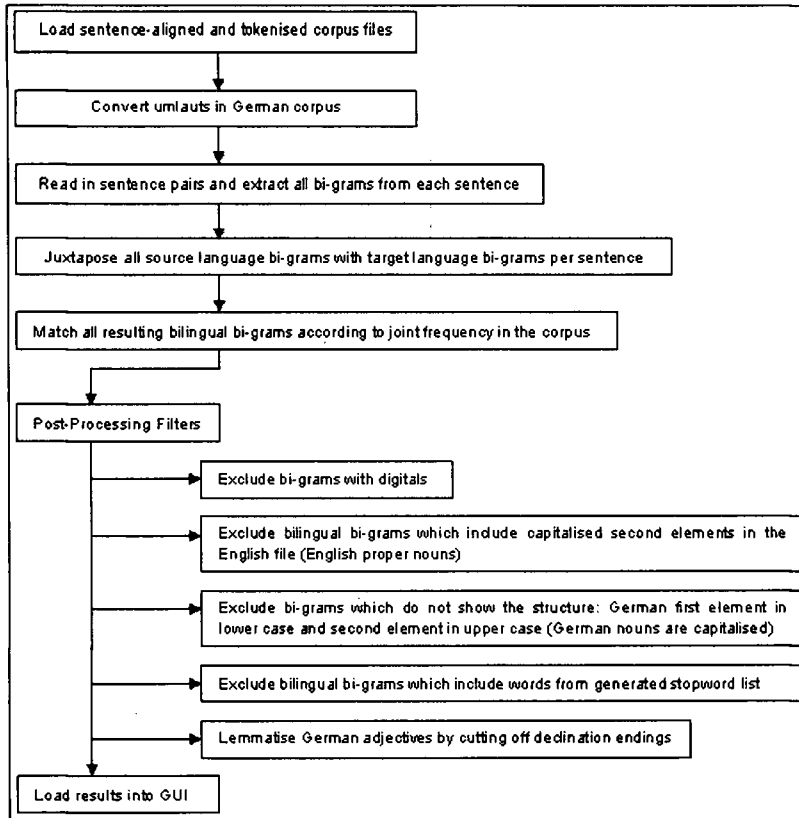 Load sentence-aligned and tokenised corpus files
Convert umlauts in German corpus
Read in sentence pairs and extract all bi-grams from each sentence
Juxtapose all source language bi-grams with target language bi-grams per sentence
Match all resulting bilingual bi-grams according to joint frequency in the corpus
Post-Processing Filters
Exclude bi-grams with digitals
Exclude bilingual bi-grams which include capitalised second elements in the
English file (English proper nouns)
Exclude bi-grams which do not show the structure: German first element in
lower case and second element in upper case (German nouns are capitalised)
Exclude bilingual bi-grams which include words from generated stopword list
Lemmatise German adjectives by cutting off declination endings
Load results into GUI